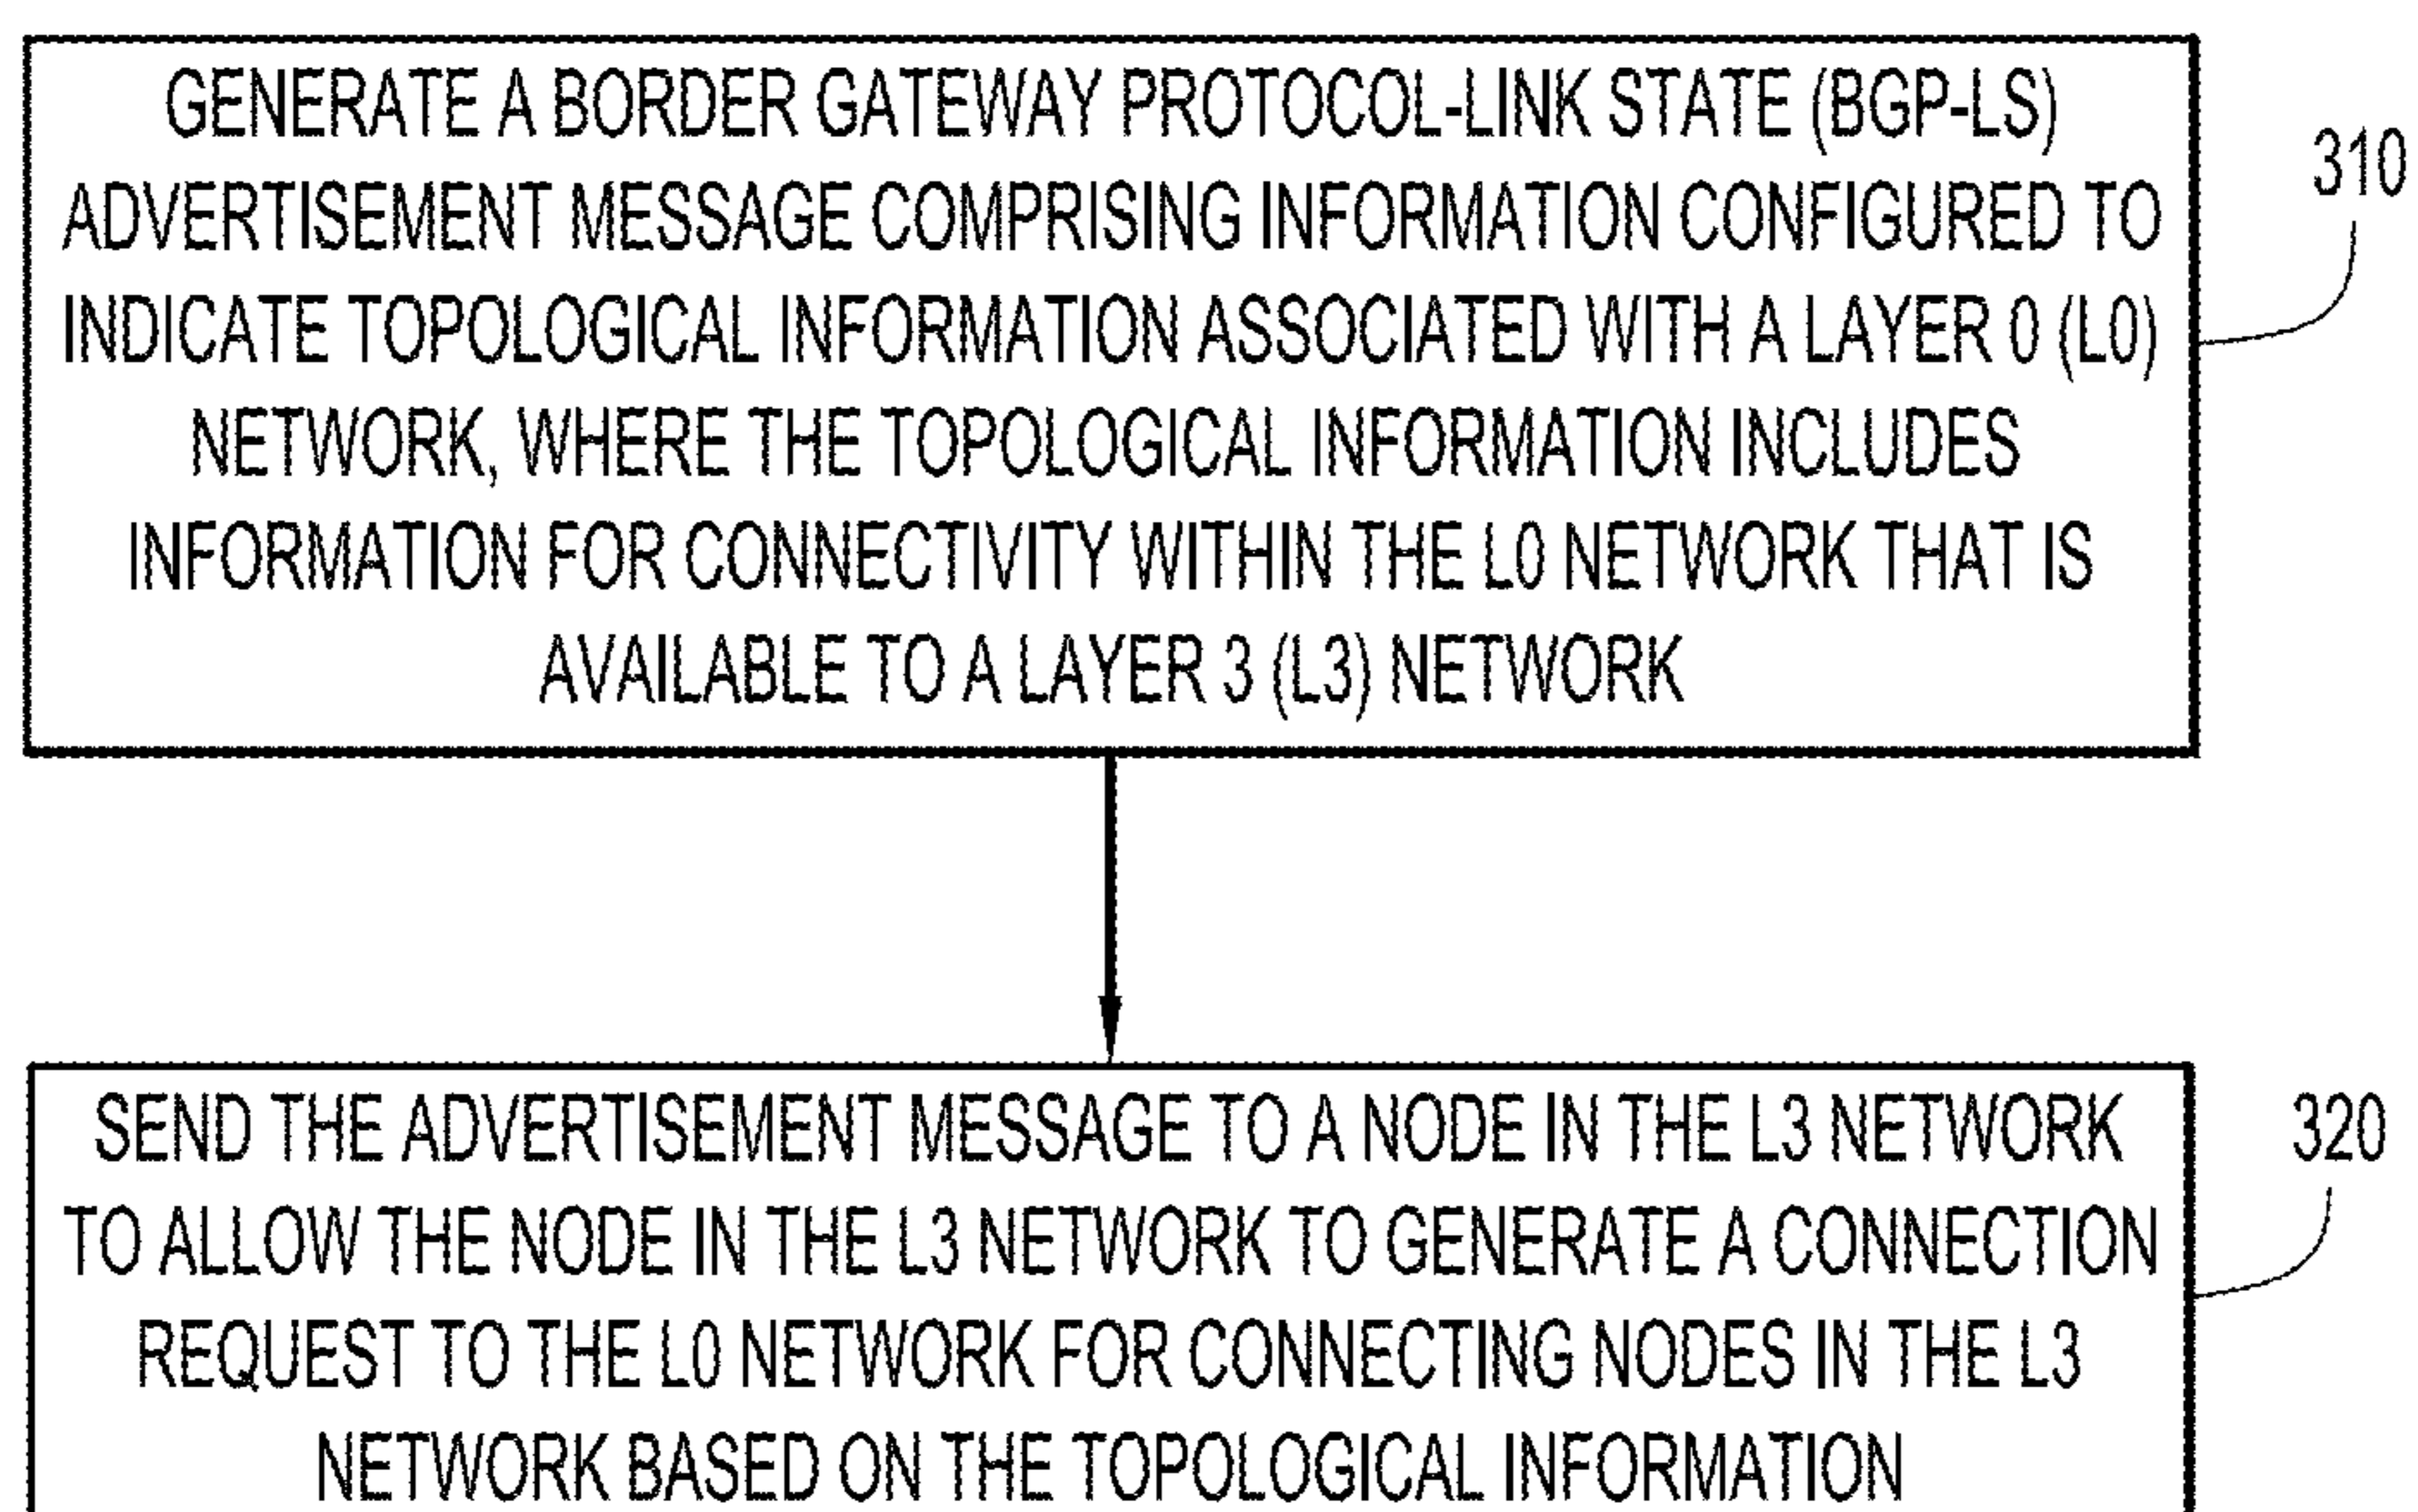 GENERATE A BORDER GATEWAY PROTOCOL-LINK STATE (BGP-LS)
ADVERTISEMENT MESSAGE COMPRISING INFORMATION CONFIGURED TO
INDICATE TOPOLOGICAL INFORMATION ASSOCIATED WITH A LAYER 0 (L0)
NETWORK, WHERE THE TOPOLOGICAL INFORMATION INCLUDES
INFORMATION FOR CONNECTIVITY WITHIN THE L0 NETWORK THAT IS
AVAILABLE TO A LAYER 3 (L3) NETWORK
310
SEND THE ADVERTISEMENT MESSAGE TO A NODE IN THE L3 NETWORK
TO ALLOW THE NODE IN THE L3 NETWORK TO GENERATE A CONNECTION
REQUEST TO THE L0 NETWORK FOR CONNECTING NODES IN THE L3
NETWORK BASED ON THE TOPOLOGICAL INFORMATION
320